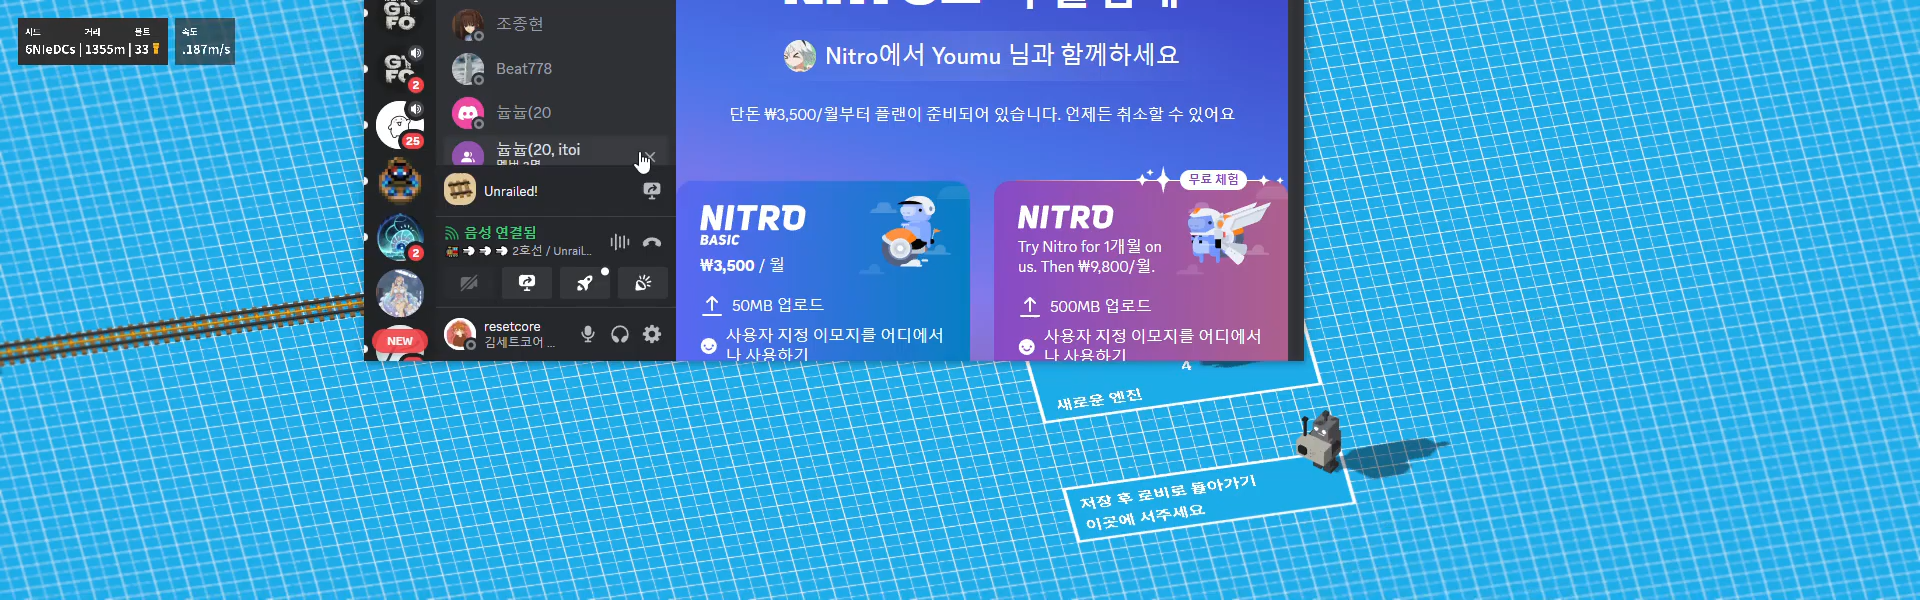 시드 거리 볼트 속도
6NIeDCs | 1355m | 33 .187m/s
GTFO
GTFO
2
25
2
NEW
조종현
Beat778
눕눕(20
눕눕(20, itoi
Unrailed!
음성 연결됨
2호선 / Unrail...
resetcore
김세트코어 ...
Nitro에서 Youmu 님과 함께하세요
단돈 ₩3,500/월부터 플랜이 준비되어 있습니다. 언제든 취소할 수 있어요
NITRO
BASIC
₩3,500 / 월
50MB 업로드
사용자 지정 이모지를 어디에서
나 사용하기
무료 체험
NITRO
Try Nitro for 1개월 on
us. Then ₩9,800/월.
500MB 업로드
사용자 지정 이모지를 어디에서
나 사용하기
4
새로운 엔진
저장 후 로비로 돌아가기
이곳에 서주세요